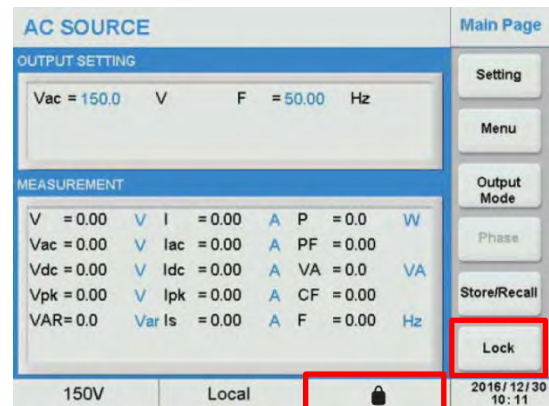 AC SOURCE
Main Page
OUTPUT SETTING
Vac = 150.0 V F = 50.00 Hz
Setting
Menu
Output
Mode
Phase
Store/Recall
Lock
MEASUREMENT
V = 0.00 V I = 0.00 A P = 0.0 W
Vac = 0.00 V Iac = 0.00 A PF = 0.00
Vdc = 0.00 V Idc = 0.00 A VA = 0.0 VA
Vpk = 0.00 V Ipk = 0.00 A CF = 0.00
VAR= 0.0 Var Is = 0.00 A F = 0.00 Hz
150V Local
2016/12/30
10:11